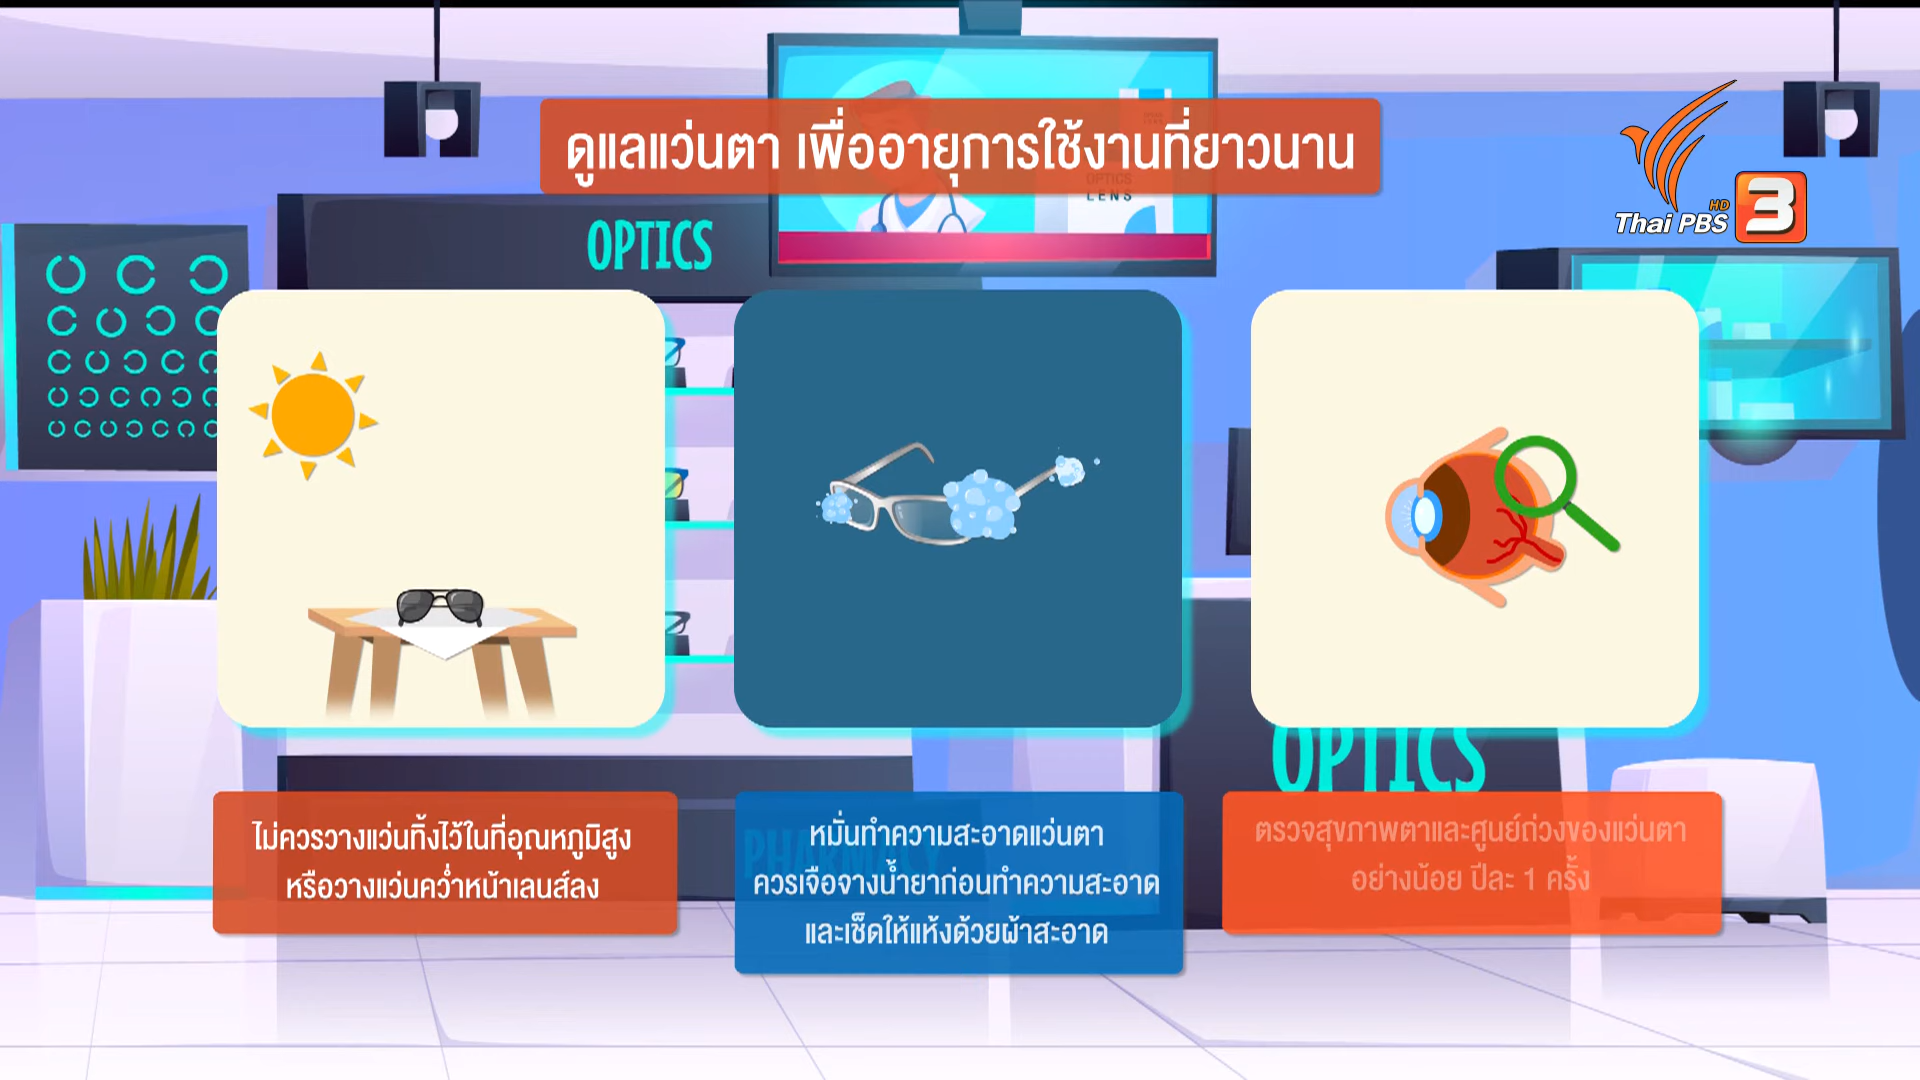 ดูแลแว่นตา เพื่ออายุการใช้งานที่ยาวนาน
OPTICS
LENS
OPTICS
HD
Thai PBS 3
OPTICS
ไม่ควรวางแว่นทิ้งไว้ในที่อุณหภูมิสูง
หรือวางแว่นคว่ำหน้าเลนส์ลง
PHARMACY
หมั่นทำความสะอาดแว่นตา
ควรเจือจางน้ำยาก่อนทำความสะอาด
และเช็ดให้แห้งด้วยผ้าสะอาด
ตรวจสุขภาพตาและศูนย์ถ่วงของแว่นตา
อย่างน้อย ปีละ 1 ครั้ง